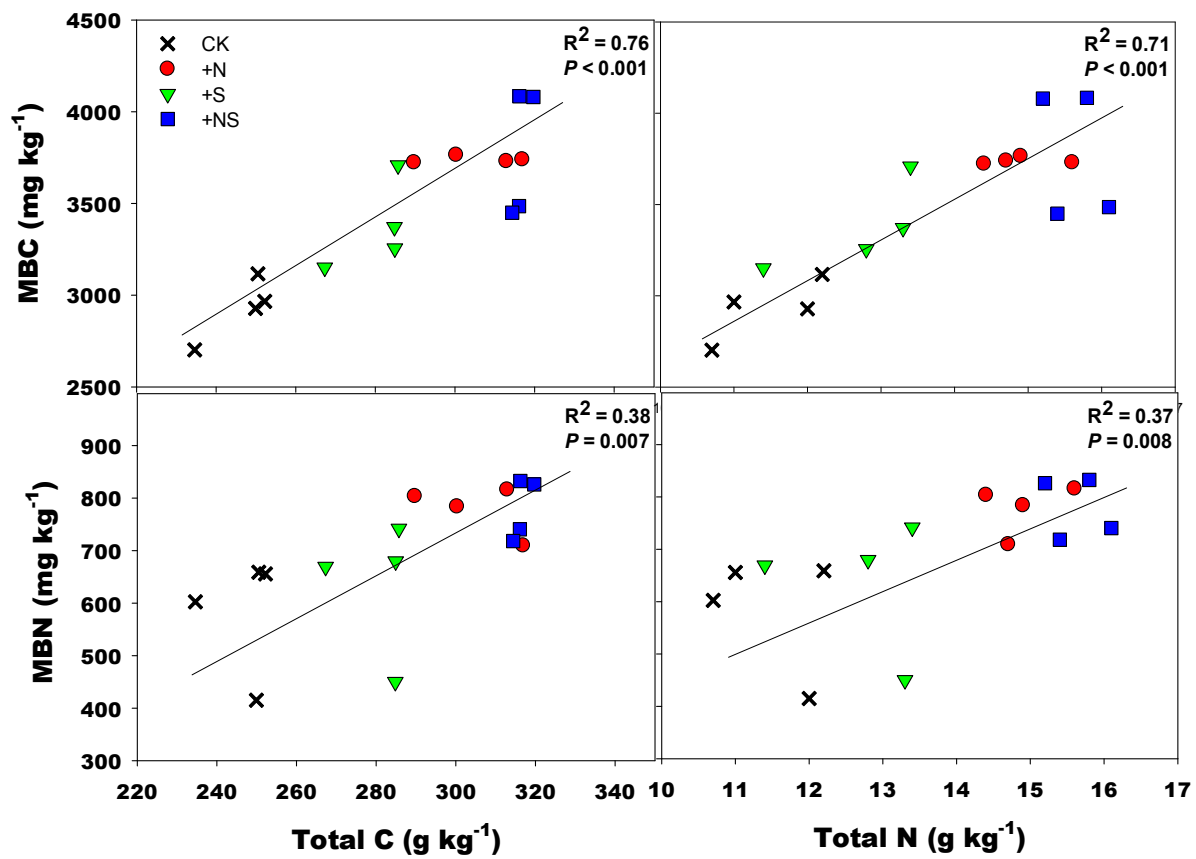 4500
4000
3500
3000
2500
MBC (mg kg⁻¹)
CK
+N
+S
+NS
R² = 0.76
P < 0.001
R² = 0.71
P < 0.001
900
800
700
600
500
400
300
MBN (mg kg⁻¹)
R² = 0.38
P = 0.007
R² = 0.37
P = 0.008
220 240 260 280 300 320 340
10 11 12 13 14 15 16 17
Total C (g kg⁻¹)
Total N (g kg⁻¹)